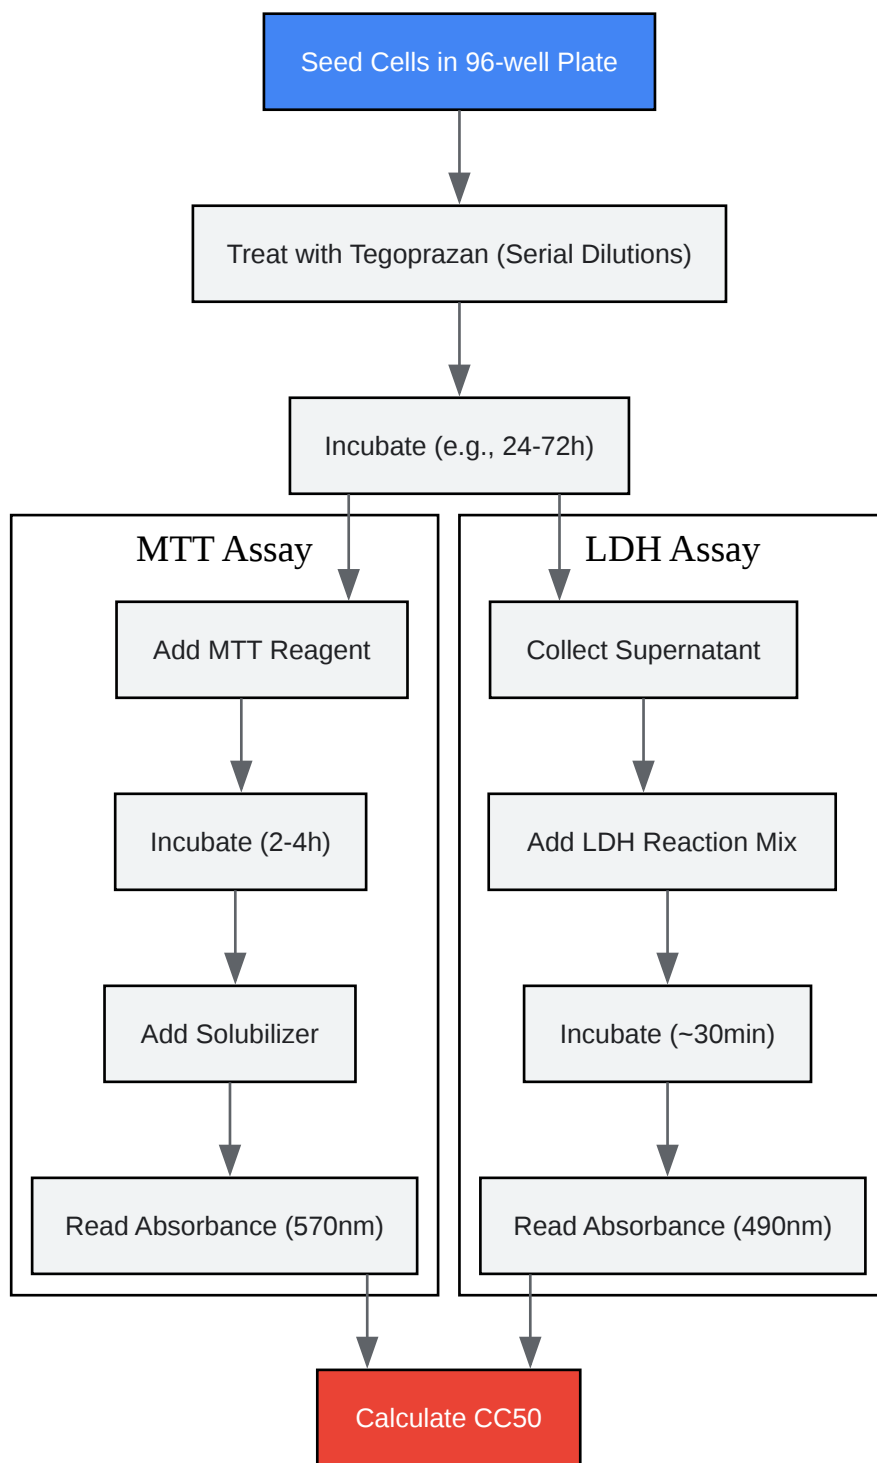 Seed Cells in 96-well Plate
Treat with Tegoprazan (Serial Dilutions)
Incubate (e.g., 24-72h)
MTT Assay
Add MTT Reagent
Incubate (2-4h)
Add Solubilizer
Read Absorbance (570nm)
LDH Assay
Collect Supernatant
Add LDH Reaction Mix
Incubate (~30min)
Read Absorbance (490nm)
Calculate CC50